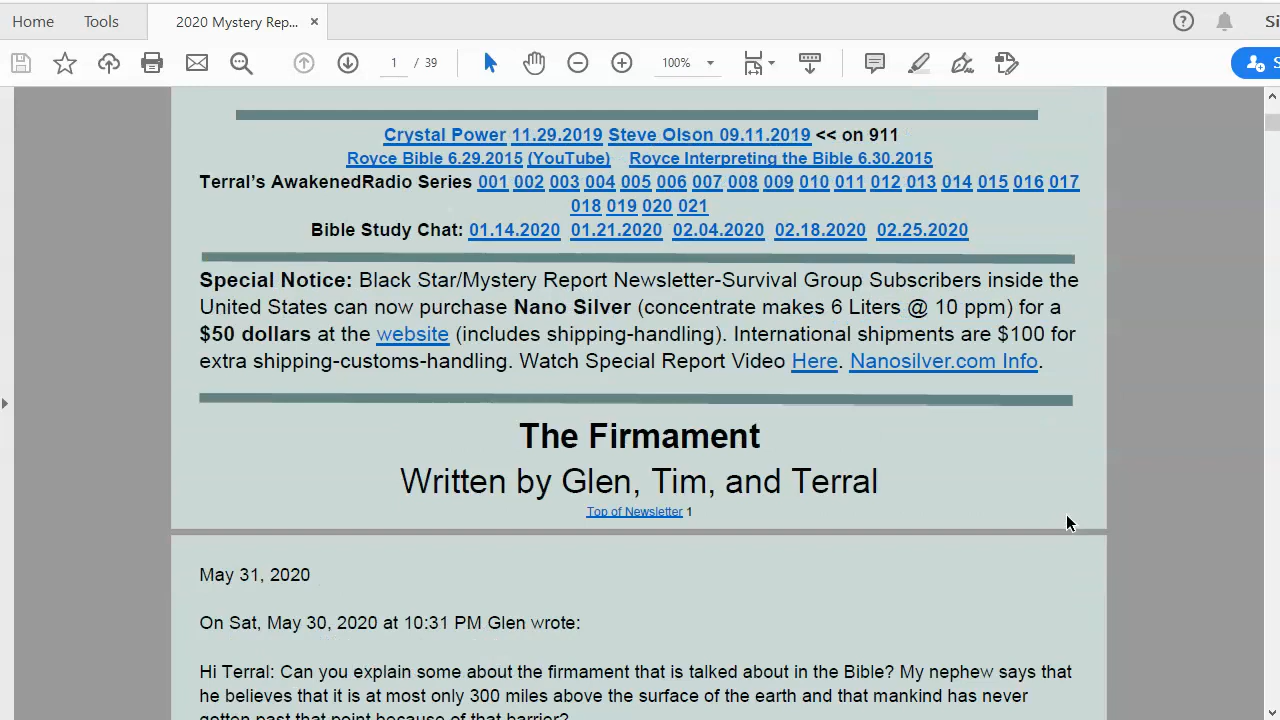 Home Tools 2020 Mystery Rep... ×
1 / 39 100%
Crystal Power 11.29.2019 Steve Olson 09.11.2019 << on 911
Royce Bible 6.29.2015 (YouTube) Royce Interpreting the Bible 6.30.2015
Terral's AwakenedRadio Series 001 002 003 004 005 006 007 008 009 010 011 012 013 014 015 016 017
018 019 020 021
Bible Study Chat: 01.14.2020 01.21.2020 02.04.2020 02.18.2020 02.25.2020
Special Notice: Black Star/Mystery Report Newsletter-Survival Group Subscribers inside the
United States can now purchase Nano Silver (concentrate makes 6 Liters @ 10 ppm) for a
$50 dollars at the website (includes shipping-handling). International shipments are $100 for
extra shipping-customs-handling. Watch Special Report Video Here. Nanosilver.com Info.
The Firmament
Written by Glen, Tim, and Terral
Top of Newsletter 1
May 31, 2020
On Sat, May 30, 2020 at 10:31 PM Glen wrote:
Hi Terral: Can you explain some about the firmament that is talked about in the Bible? My nephew says that
he believes that it is at most only 300 miles above the surface of the earth and that mankind has never
gotten past that point because of that barrier?